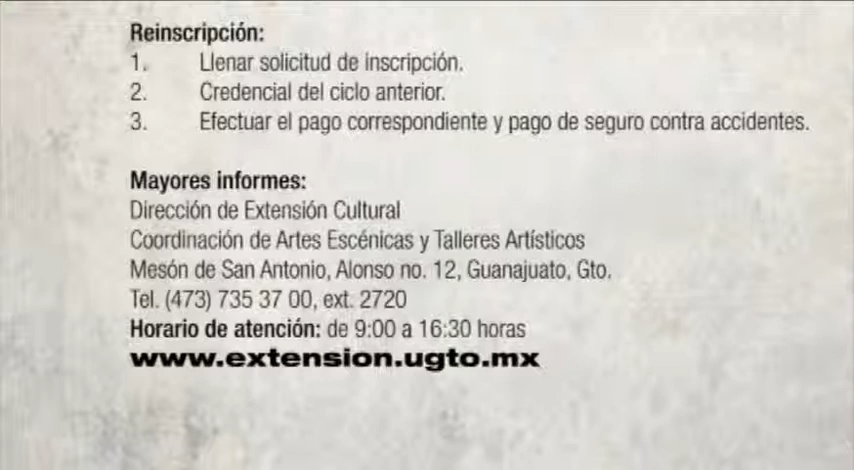 Reinscripción:
1. Llenar solicitud de inscripción.
2. Credencial del ciclo anterior.
3. Efectuar el pago correspondiente y pago de seguro contra accidentes.
Mayores informes:
Dirección de Extensión Cultural
Coordinación de Artes Escénicas y Talleres Artísticos
Mesón de San Antonio, Alonso no. 12, Guanajuato, Gto.
Tel. (473) 735 37 00, ext. 2720
Horario de atención: de 9:00 a 16:30 horas
www.extension.ugto.mx